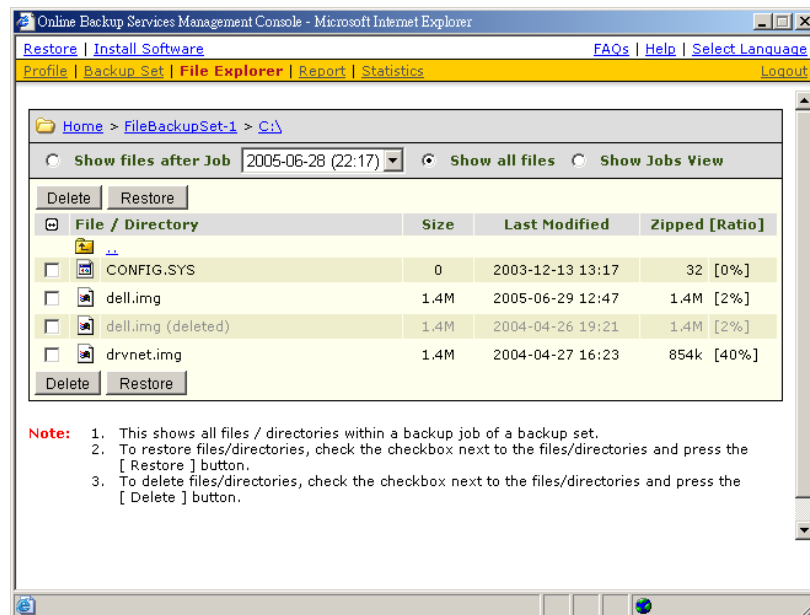 Online Backup Services Management Console - Microsoft Internet Explorer
Restore | Install Software FAQs | Help | Select Language
Profile | Backup Set | File Explorer | Report | Statistics Logout
Home > FileBackupSet-1 > C:\
Show files after Job 2005-06-28 (22:17) Show all files Show Jobs View
Delete Restore
File / Directory Size Last Modified Zipped [Ratio]
..
CONFIG.SYS 0 2003-12-13 13:17 32 [0%]
dell.img 1.4M 2005-06-29 12:47 1.4M [2%]
dell.img (deleted) 1.4M 2004-04-26 19:21 1.4M [2%]
drvnet.img 1.4M 2004-04-27 16:23 854k [40%]
Delete Restore
Note: 1. This shows all files / directories within a backup job of a backup set.
2. To restore files/directories, check the checkbox next to the files/directories and press the
[ Restore ] button.
3. To delete files/directories, check the checkbox next to the files/directories and press the
[ Delete ] button.